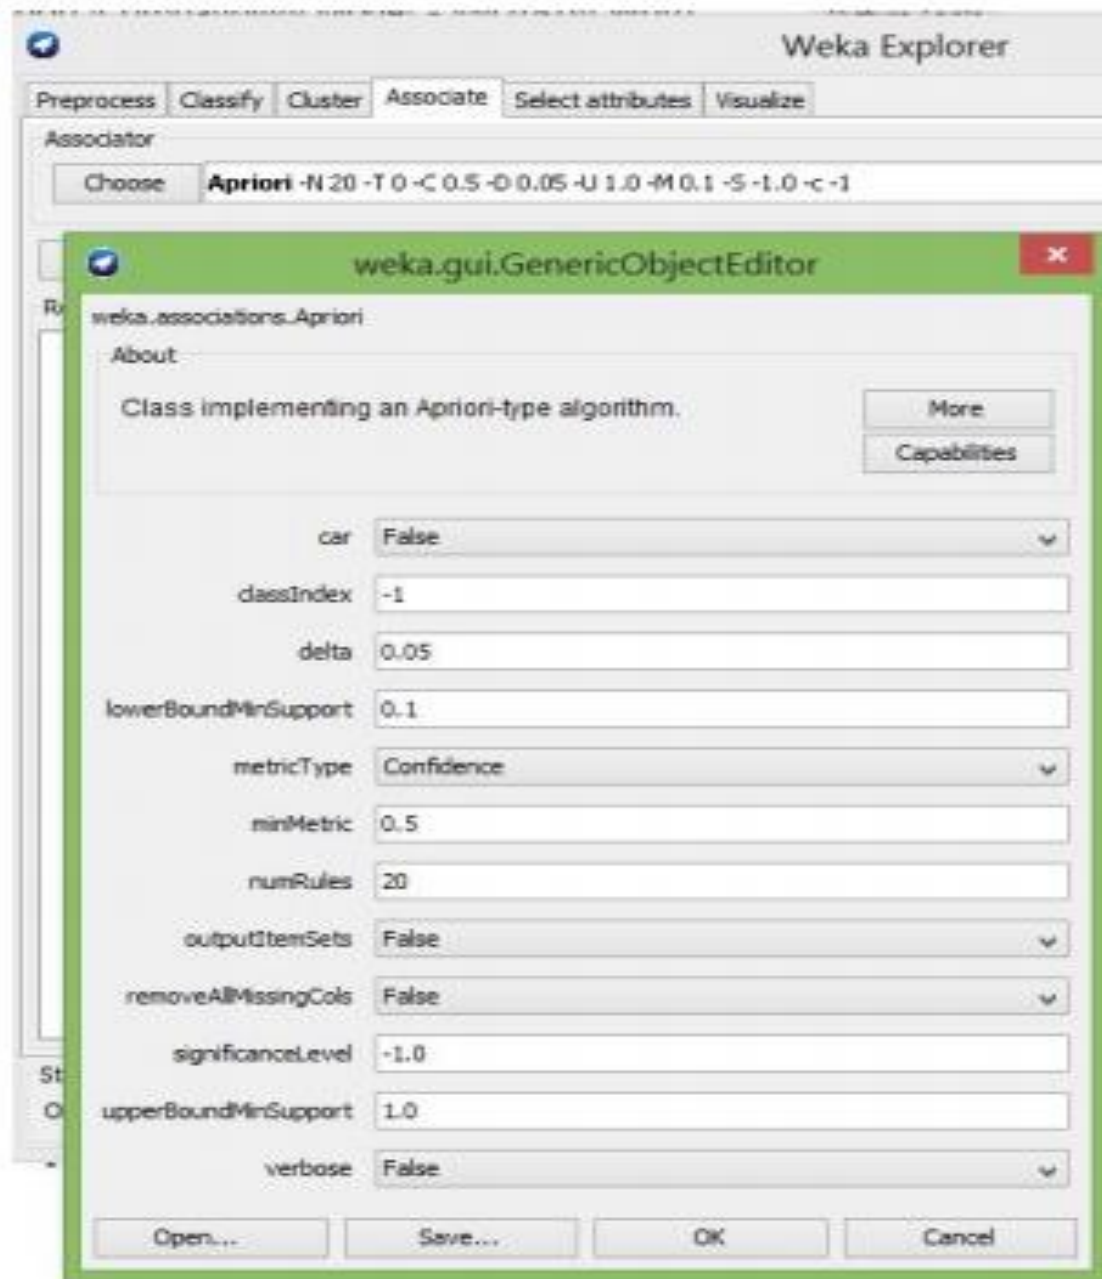 Weka Explorer
Preprocess Classify Cluster Associate Select attributes Visualize
Associator
Choose Apriori -N 20 -T 0 -C 0.5 -D 0.05 -U 1.0 -M 0.1 -S -1.0 -c -1
weka.gui.GenericObjectEditor
weka.associations.Apriori
About
Class implementing an Apriori-type algorithm.
More
Capabilities
car False
classIndex -1
delta 0.05
lowerBoundMinSupport 0.1
metricType Confidence
minMetric 0.5
numRules 20
outputItemSets False
removeAllMissingCols False
significanceLevel -1.0
St
O
upperBoundMinSupport 1.0
verbose False
Open... Save... OK Cancel